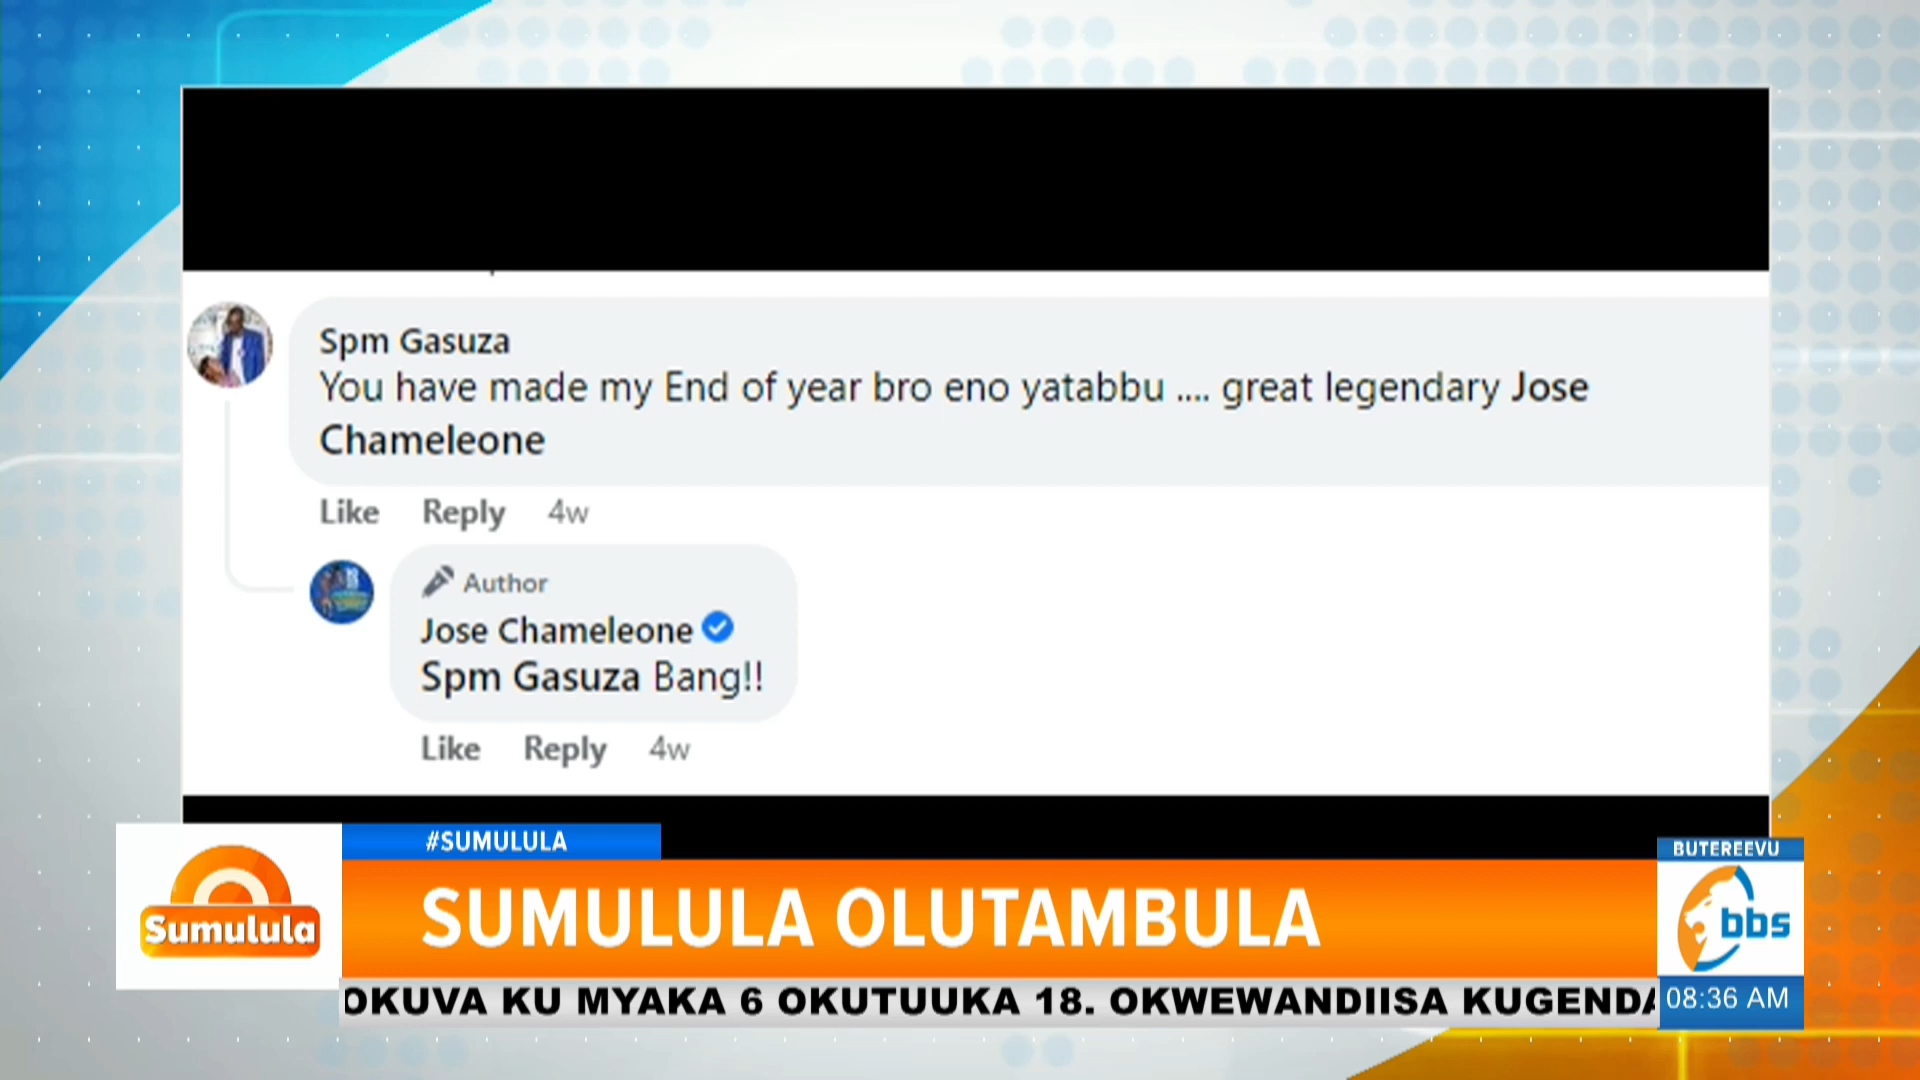 Spm Gasuza
You have made my End of year bro eno yatabbu .... great legendary Jose
Chameleone
Like Reply 4w
Author
Jose Chameleone
Spm Gasuza Bang!!
Like Reply 4w
#SUMULULA
Sumulula
SUMULULA OLUTAMBULA
BUTEREEVU
bbs
OKUVA KU MYAKA 6 OKUTUUKA 18. OKWEWANDIISA KUGENDA
08:36 AM